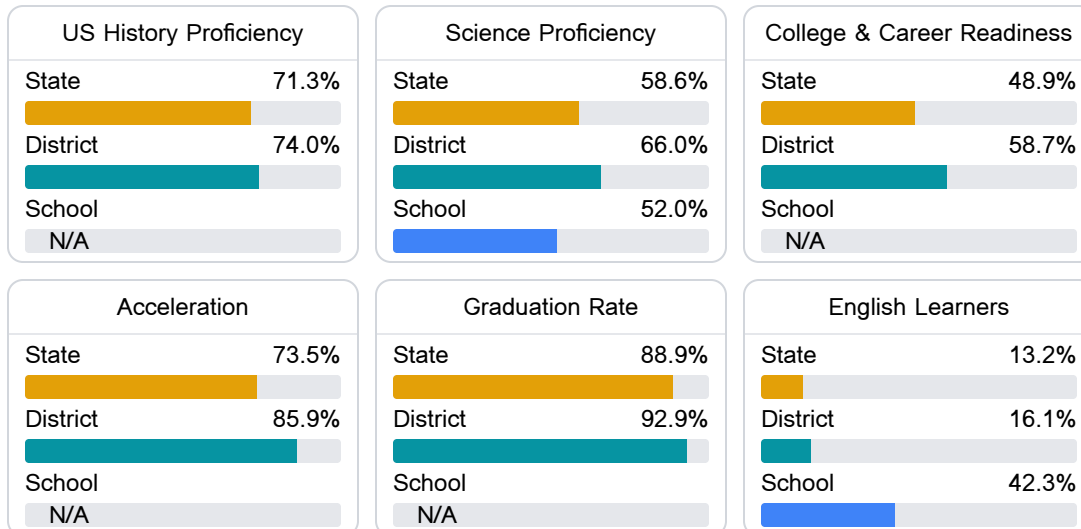 US History Proficiency
State 71.3%
District 74.0%
School
N/A
Science Proficiency
State 58.6%
District 66.0%
School 52.0%
College & Career Readiness
State 48.9%
District 58.7%
School
N/A
Acceleration
State 73.5%
District 85.9%
School
N/A
Graduation Rate
State 88.9%
District 92.9%
School
N/A
English Learners
State 13.2%
District 16.1%
School 42.3%